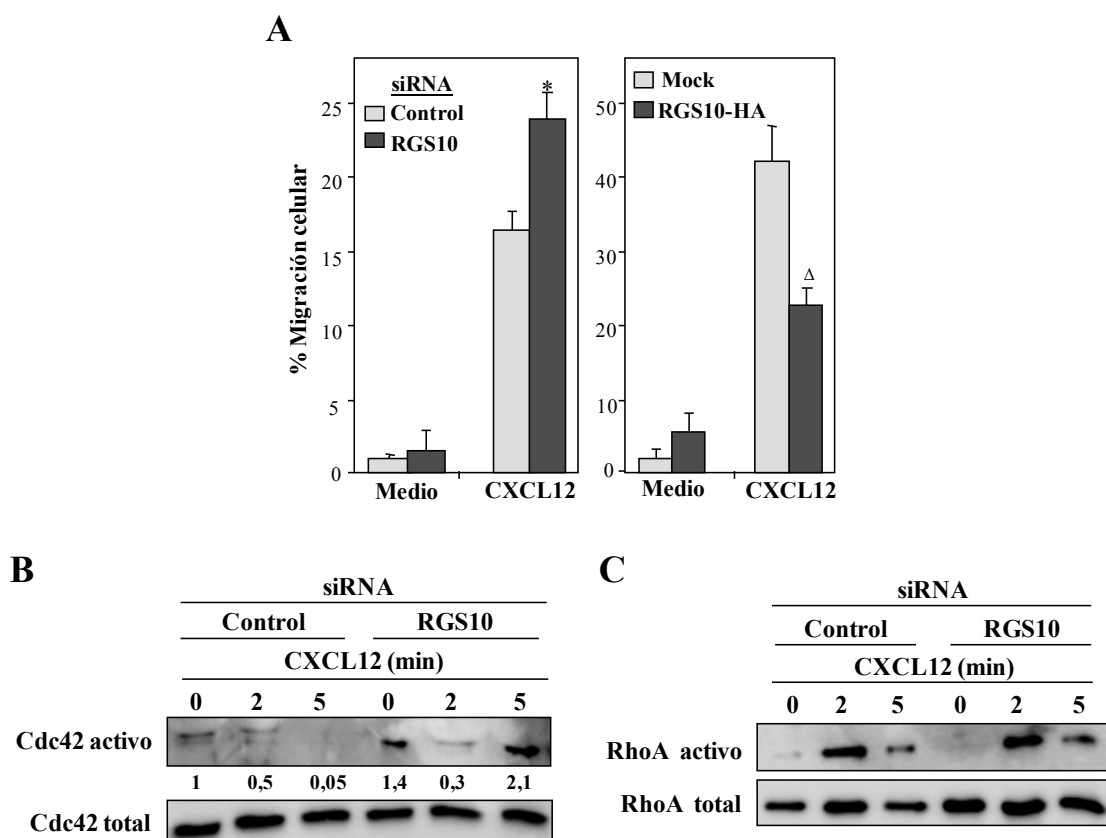 A
% Migración celular
25
20
15
10
5
0
siRNA
Control
RGS10
*
Medio
CXCL12
50
40
30
20
10
0
Mock
RGS10-HA
Δ
Medio
CXCL12
B
siRNA
Control RGS10
CXCL12 (min)
0 2 5 0 2 5
Cdc42 activo
1 0,5 0,05 1,4 0,3 2,1
Cdc42 total
C
siRNA
Control RGS10
CXCL12 (min)
0 2 5 0 2 5
RhoA activo
RhoA total